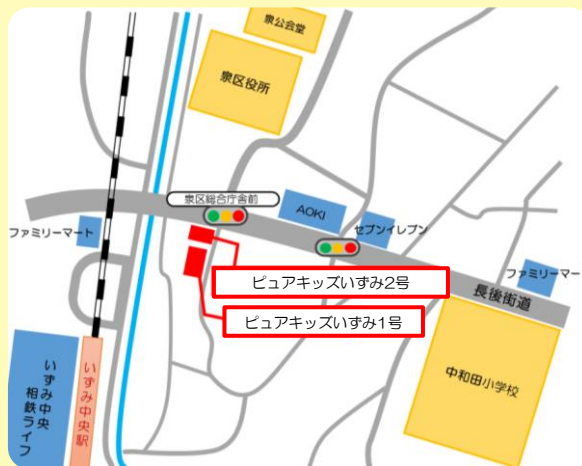 泉公会堂
泉区役所
泉区総合庁舎前
AOKI
セブンイレブン
ファミリーマート
ファミリーマー
長後街道
ピュアキッズいずみ2号
ピュアキッズいずみ1号
中和田小学校
いずみ中央
相鉄ライフ
いずみ中央駅